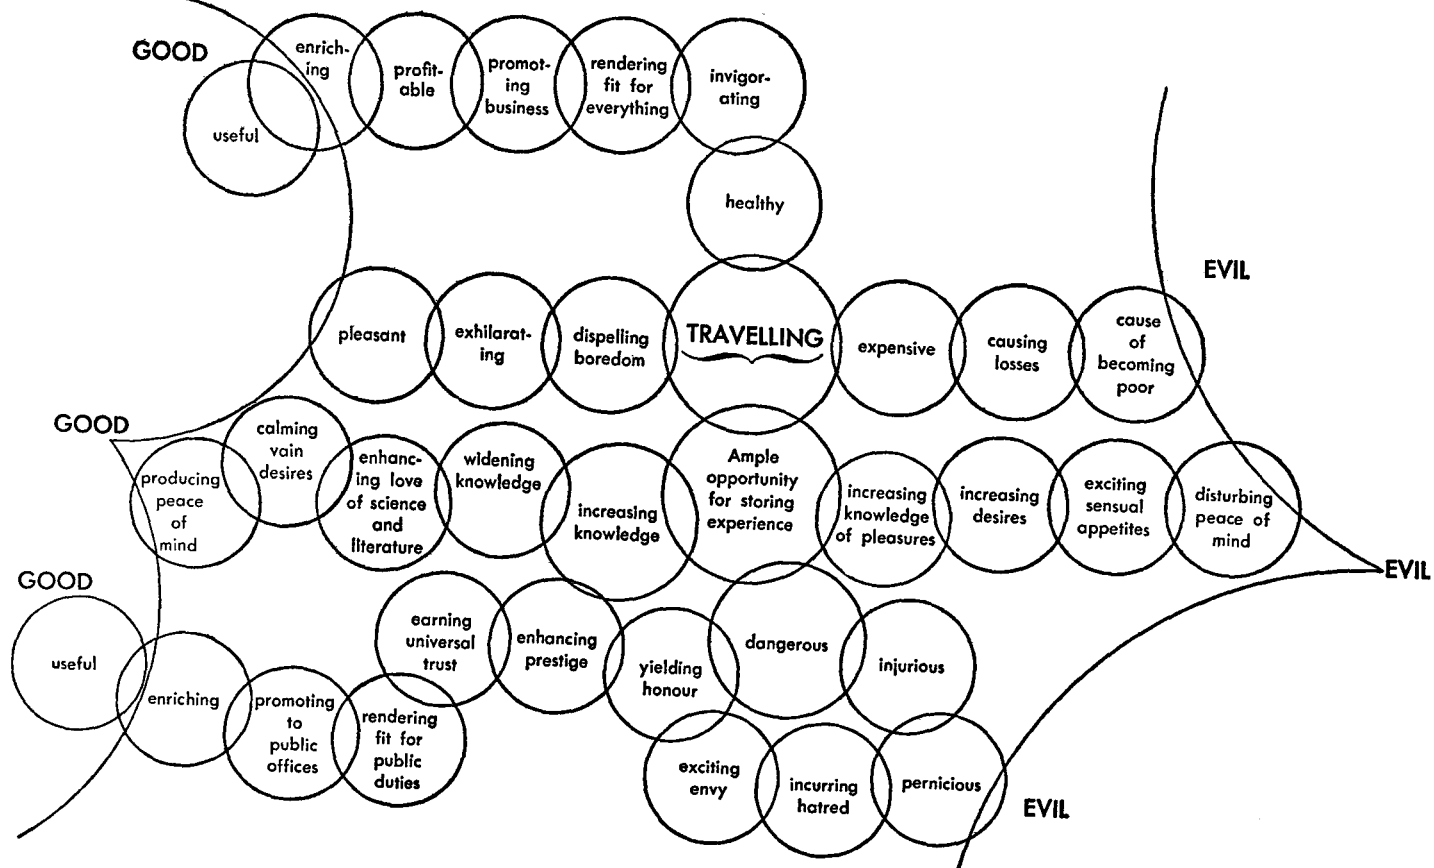 GOOD
enrich-
ing
profit-
able
promot-
ing
business
rendering
fit for
everything
invigor-
ating
useful
healthy
EVIL
pleasant
exhilarat-
ing
dispelling
boredom
TRAVELLING
expensive
causing
losses
cause
of
becoming
poor
GOOD
producing
peace
of
mind
calming
vain
desires
enhanc-
ing love
of science
and
literature
widening
knowledge
increasing
knowledge
Ample
opportunity
for storing
experience
increasing
knowledge
of pleasures
increasing
desires
exciting
sensual
appetites
disturbing
peace of
mind
EVIL
GOOD
useful
enriching
promoting
to
public
offices
rendering
fit for
public
duties
earning
universal
trust
enhancing
prestige
yielding
honour
dangerous
injurious
exciting
envy
incurring
hatred
pernicious
EVIL